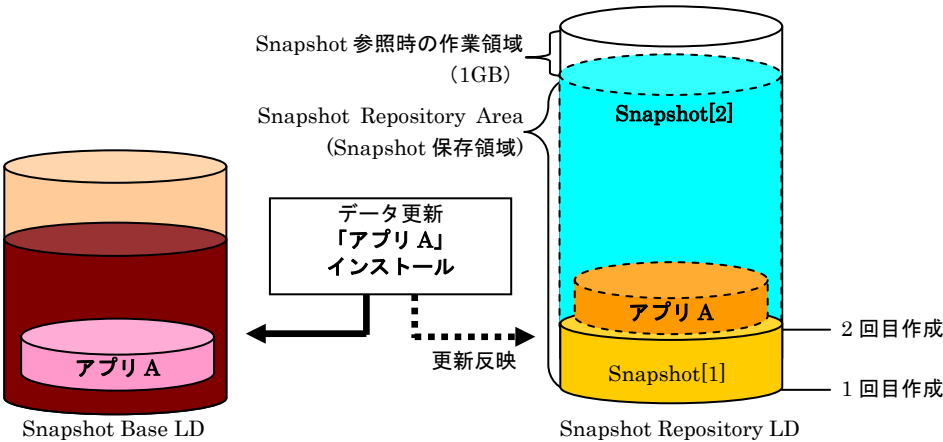 Snapshot 参照時の作業領域
（1GB）
Snapshot Repository Area
(Snapshot 保存領域)
Snapshot[2]
データ更新
「アプリ A」
インストール
アプリ A
アプリ A
更新反映
2 回目作成
Snapshot[1]
1 回目作成
Snapshot Base LD
Snapshot Repository LD